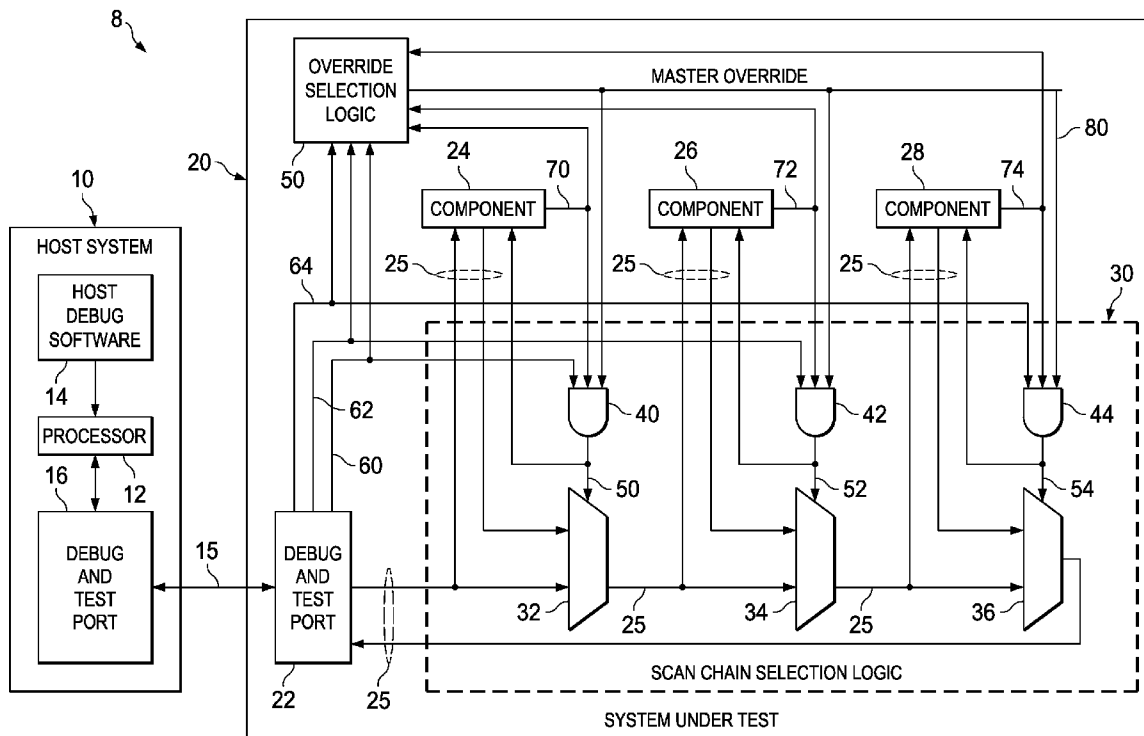 8
OVERRIDE
SELECTION
LOGIC
MASTER OVERRIDE
80
20
50
24
70
26
72
28
74
10
COMPONENT
COMPONENT
COMPONENT
HOST SYSTEM
25
25
25
64
30
HOST
DEBUG
SOFTWARE
14
62
40
42
44
PROCESSOR
60
16
12
50
52
54
DEBUG
AND
TEST
PORT
15
DEBUG
AND
TEST
PORT
32
25
34
25
36
22
25
SCAN CHAIN SELECTION LOGIC
SYSTEM UNDER TEST